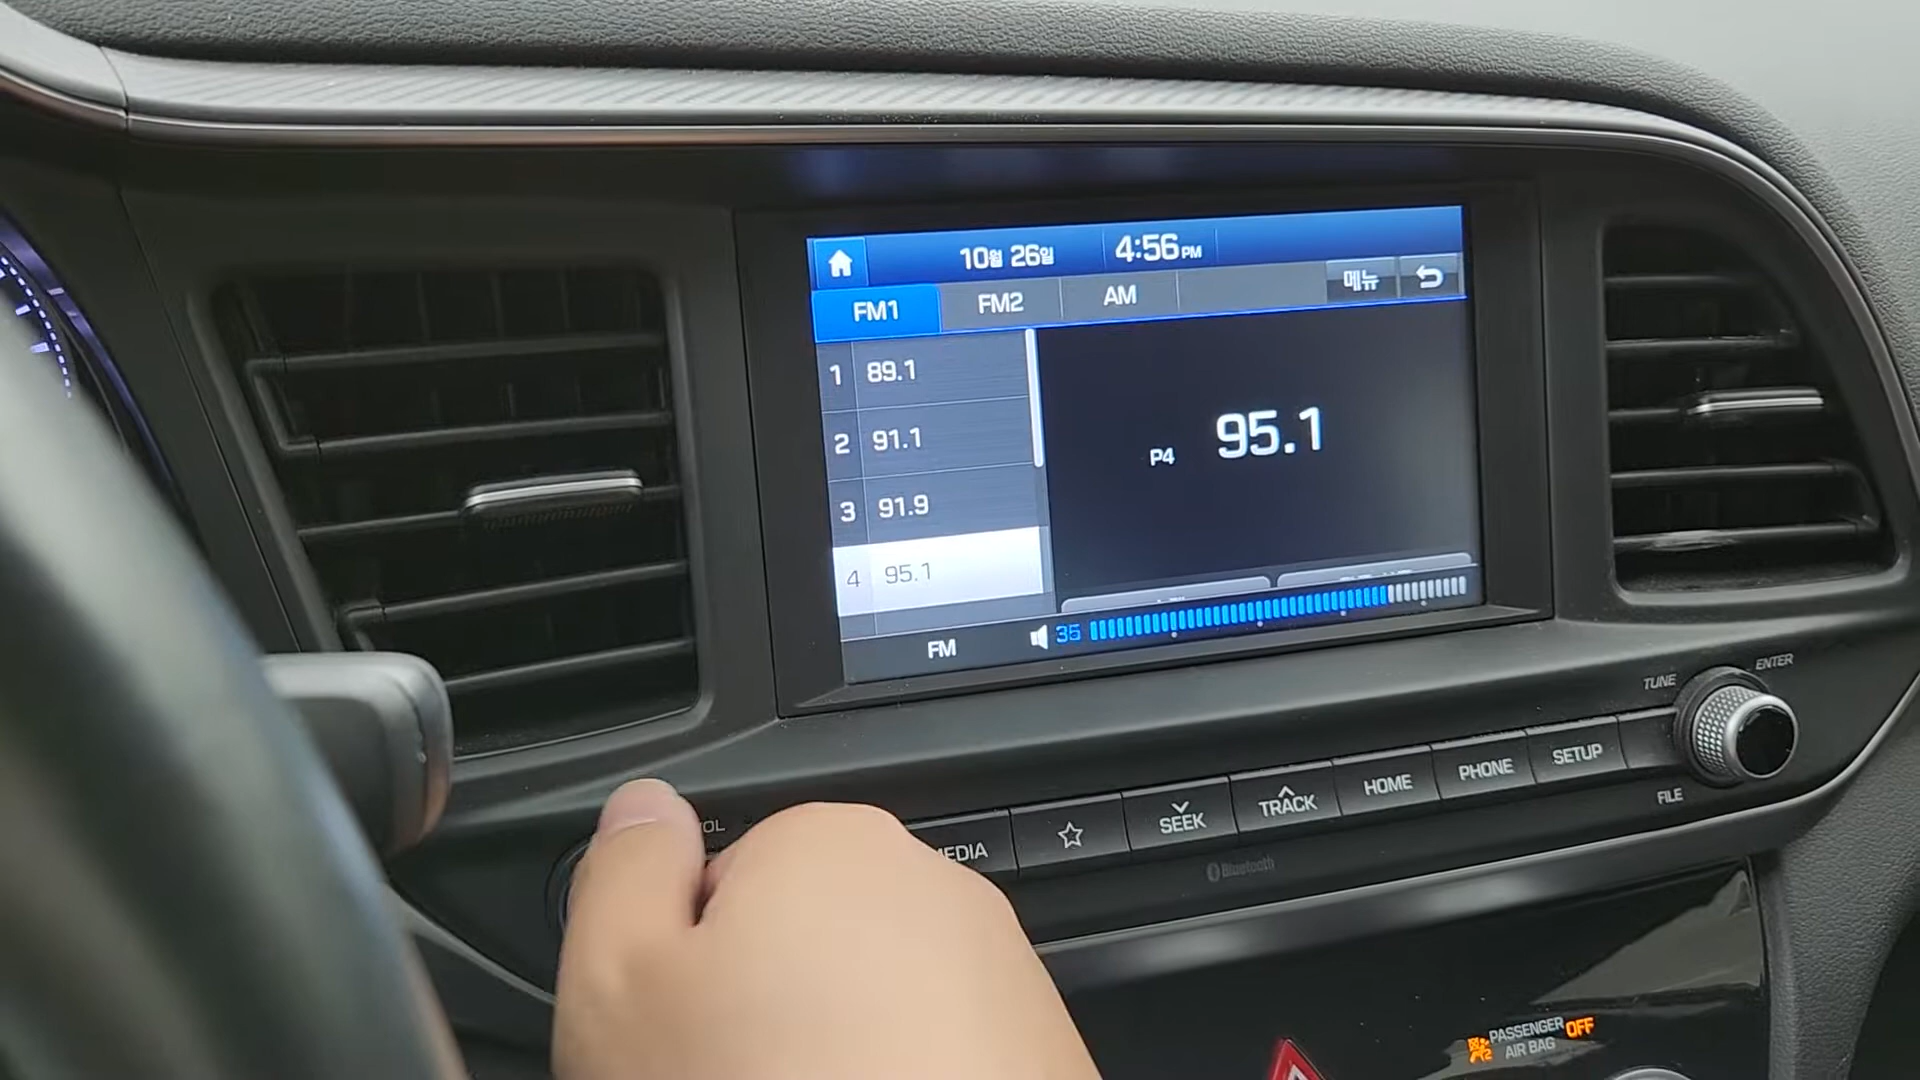 10월 26일 4:56 PM
FM1 FM2 AM 메뉴
1 89.1
2 91.1
3 91.9
4 95.1
P4 95.1
FM 35
TUNE ENTER
VOL MEDIA SEEK TRACK HOME PHONE SETUP
FILE
Bluetooth
PASSENGER OFF
AIR BAG